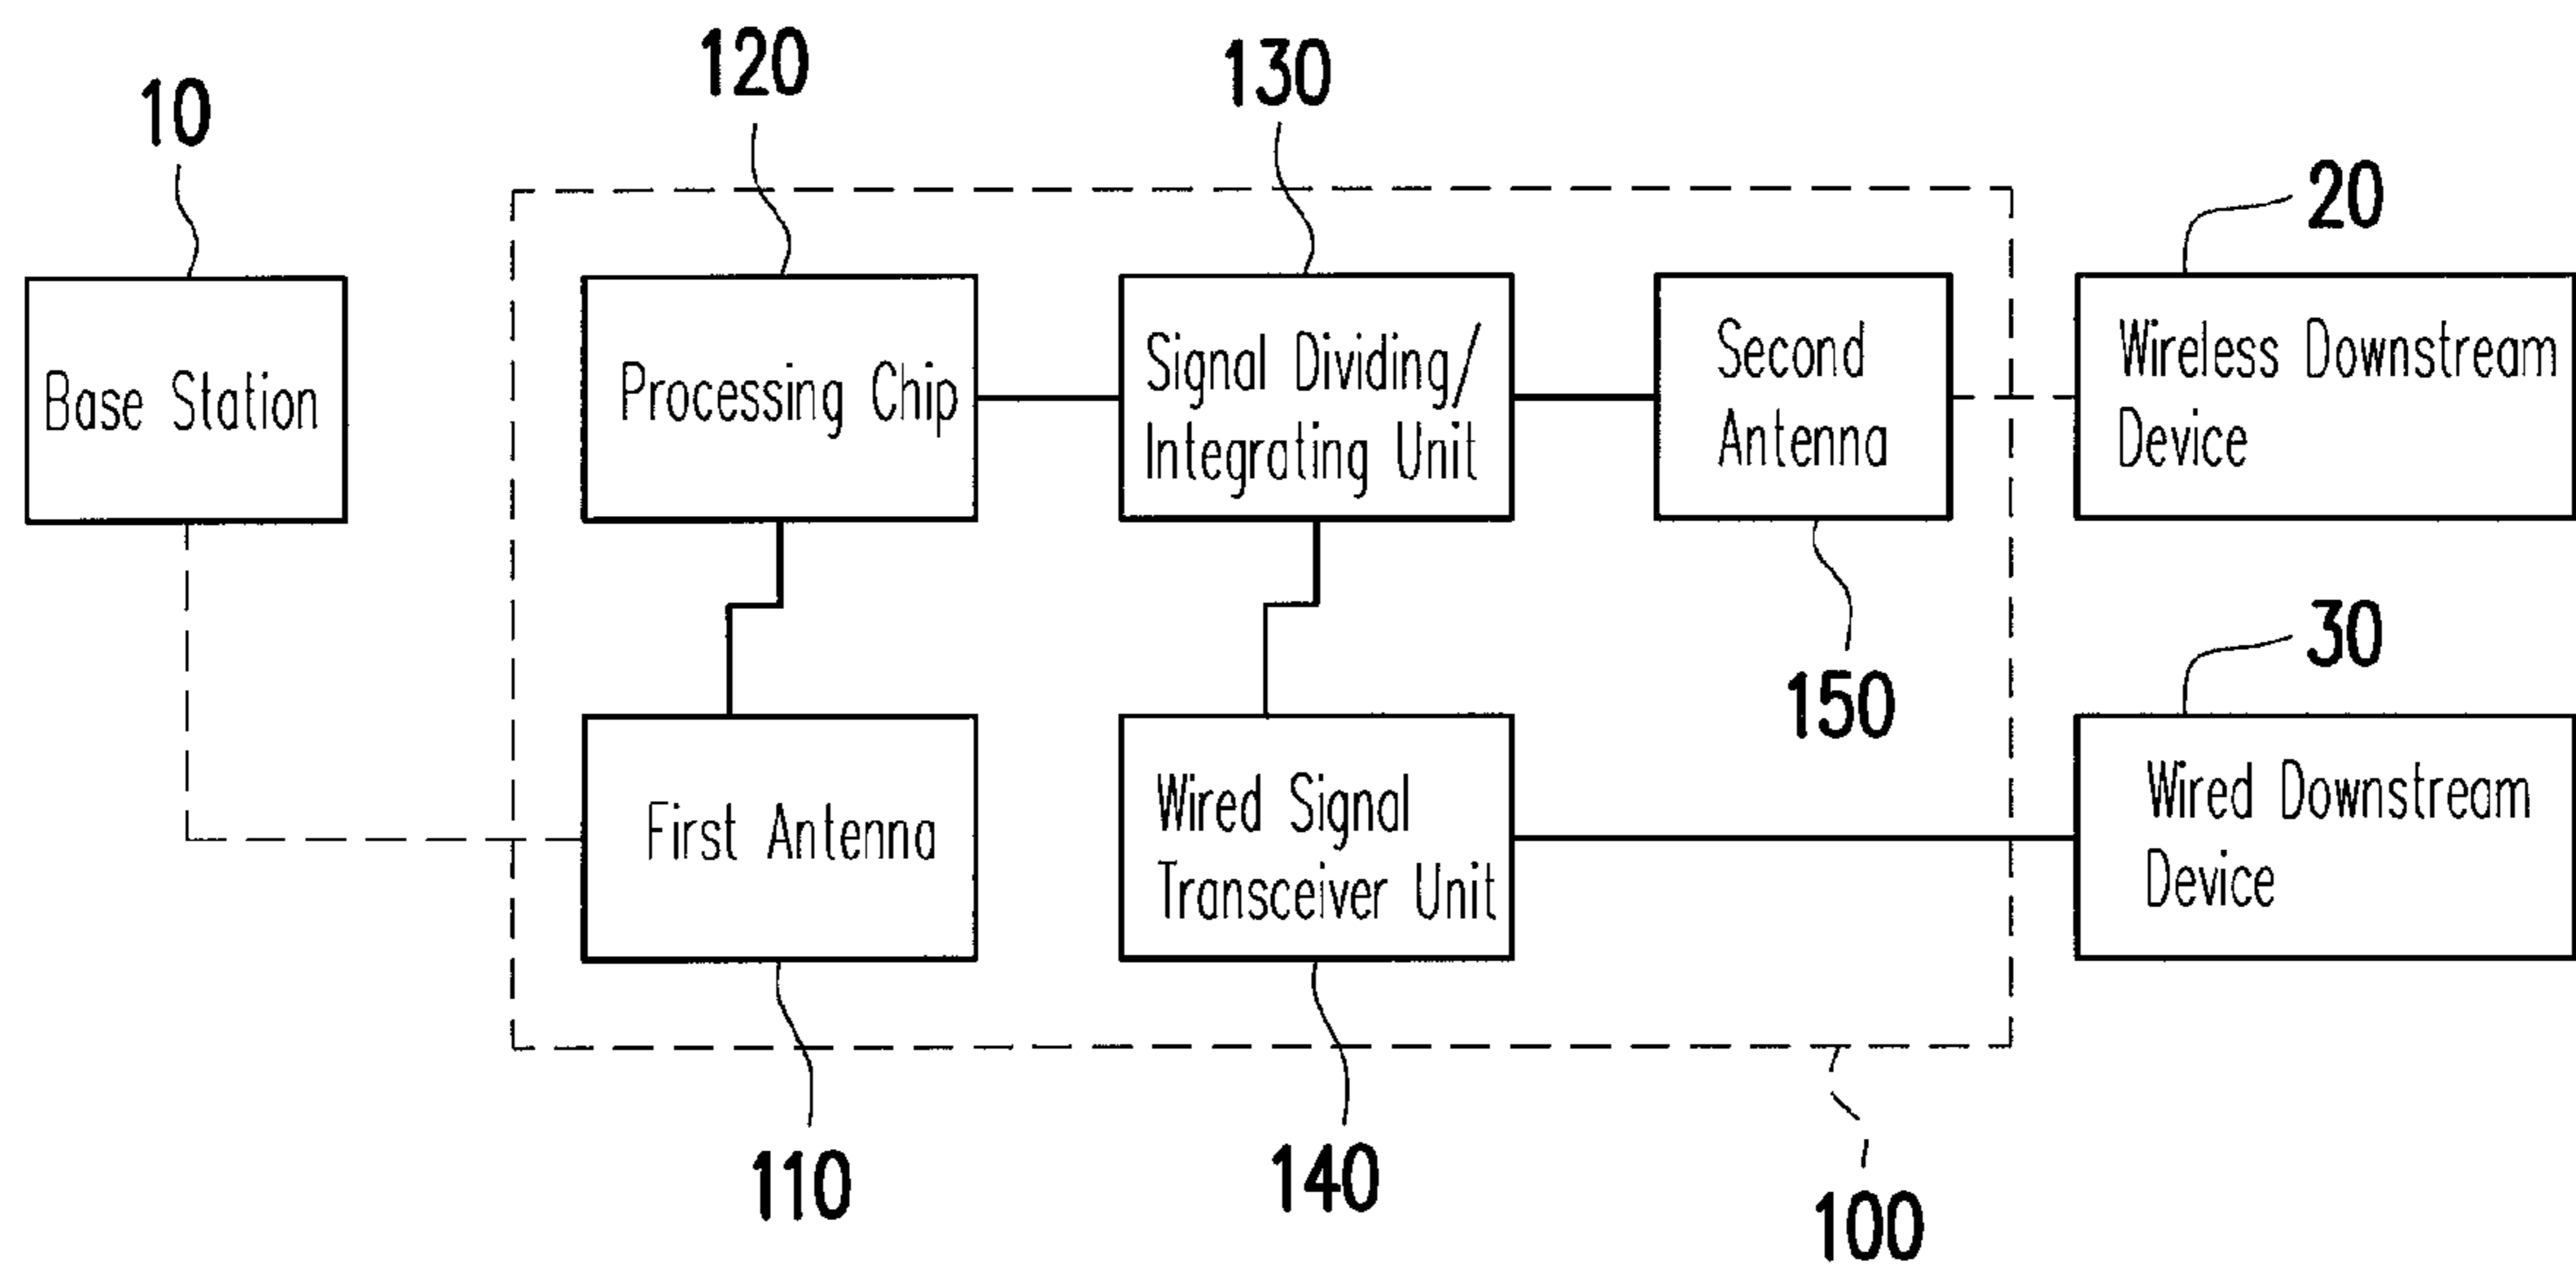 10
120
130
20
Base Station
Processing Chip
Signal Dividing/
Integrating Unit
Second
Antenna
Wireless Downstream
Device
150
30
First Antenna
Wired Signal
Transceiver Unit
Wired Downstream
Device
110
140
100